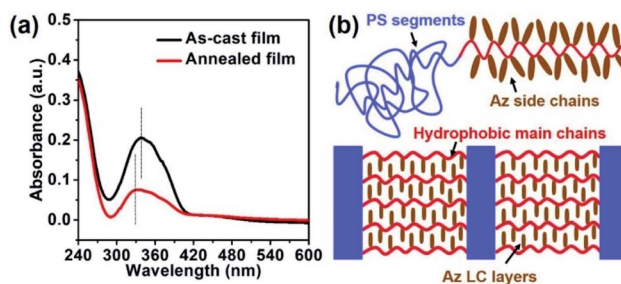 (a)
As-cast film
Annealed film
Absorbance (a.u.)
0.5
0.4
0.3
0.2
0.1
0.0
240 300 360 420 480 540 600
Wavelength (nm)
(b)
PS segments
Az side chains
Hydrophobic main chains
Az LC layers